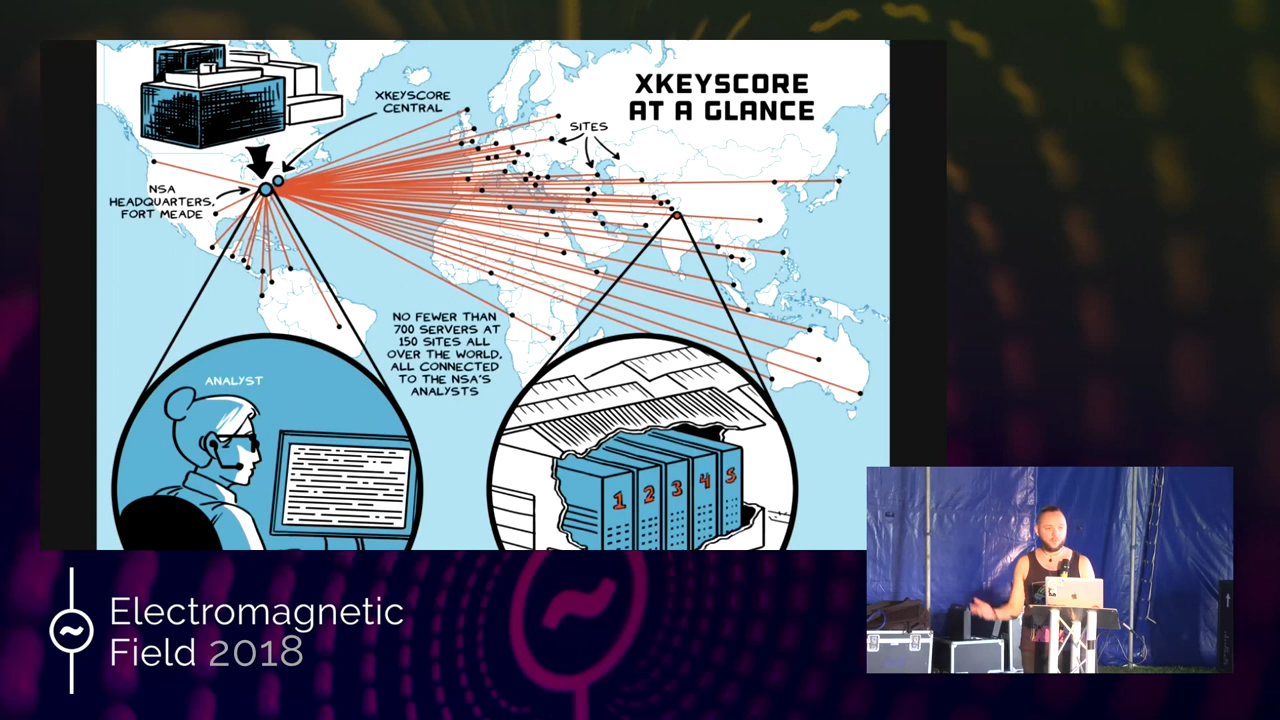 XKEYSCORE
AT A GLANCE
XKEYSCORE
CENTRAL
SITES
NSA
HEADQUARTERS,
FORT MEADE
NO FEWER THAN
700 SERVERS AT
150 SITES ALL
OVER THE WORLD,
ALL CONNECTED
TO THE NSA'S
ANALYSTS
ANALYST
1 2 3 4 5
Electromagnetic
Field 2018